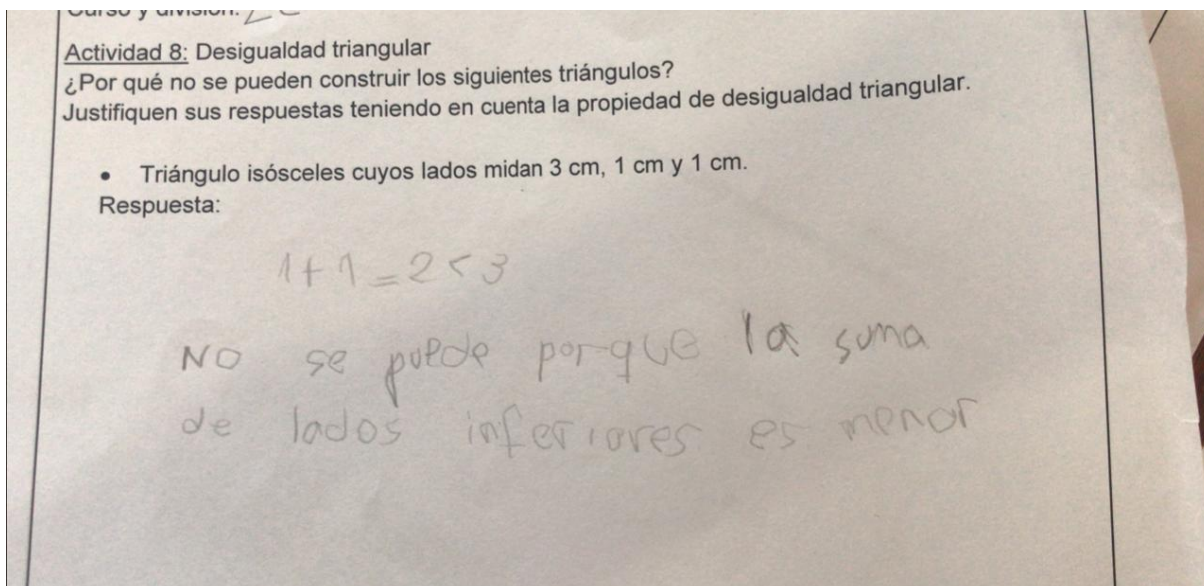 Curso y división:
Actividad 8: Desigualdad triangular
¿Por qué no se pueden construir los siguientes triángulos?
Justifiquen sus respuestas teniendo en cuenta la propiedad de desigualdad triangular.
• Triángulo isósceles cuyos lados midan 3 cm, 1 cm y 1 cm.
Respuesta:
1+1=2<3
NO se puede porque la suma
de lados inferiores es menor